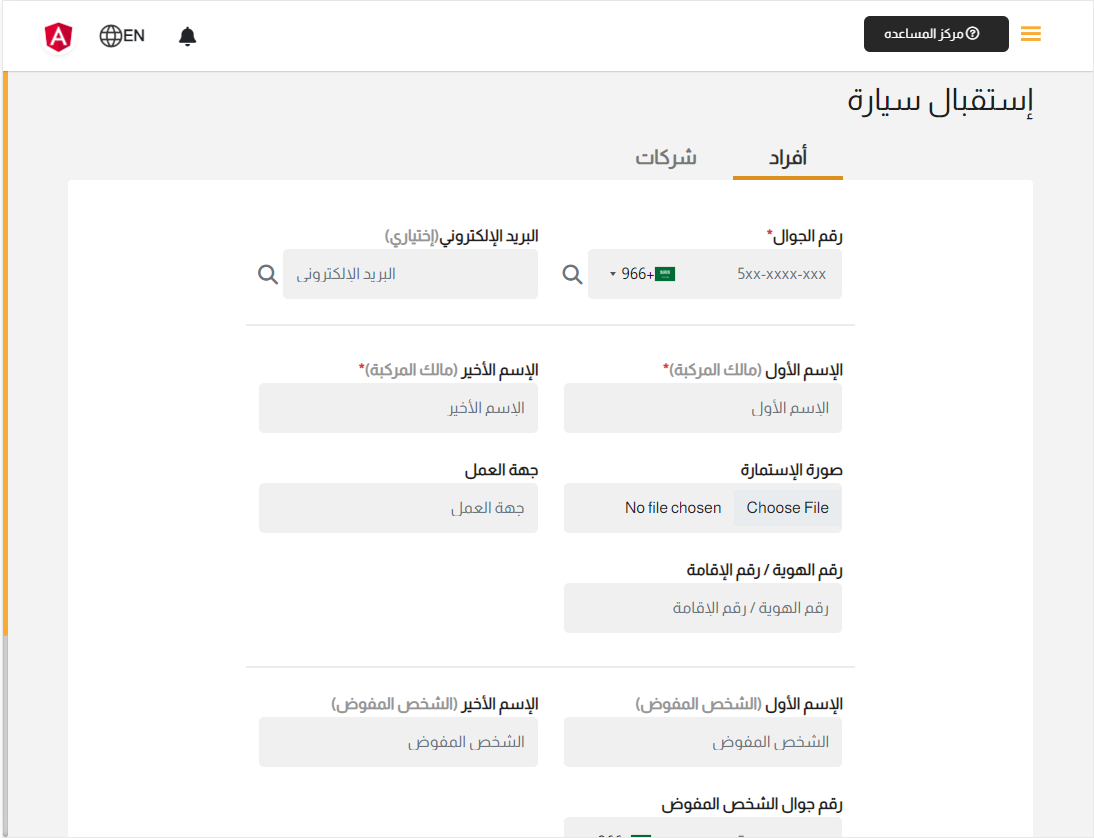 مركز المساعده
EN
إستقبال سيارة
أفراد
شركات
رقم الجوال*
البريد الإلكتروني(إختياري)
5xx-xxxx-xxx
966+
البريد الإلكتروني
الإسم الأول (مالك المركبة)*
الإسم الأخير (مالك المركبة)*
الإسم الأول
الإسم الأخير
صورة الإستمارة
جهة العمل
Choose File
No file chosen
جهة العمل
رقم الهوية / رقم الإقامة
رقم الهوية / رقم الإقامة
الإسم الأول (الشخص المفوض)
الإسم الأخير (الشخص المفوض)
الشخص المفوض
الشخص المفوض
رقم جوال الشخص المفوض